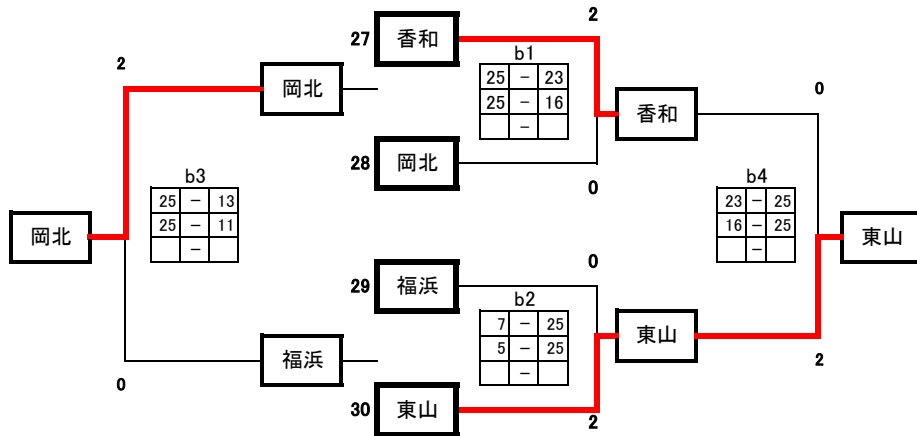 2
27 香和
b1
25 － 23
25 － 16
－
2
岡北
0
香和
28 岡北
0
b3
25 － 13
25 － 11
－
b4
23 － 25
16 － 25
－
岡北
東山
29 福浜
0
b2
7 － 25
5 － 25
－
東山
福浜
2
0
30 東山
2